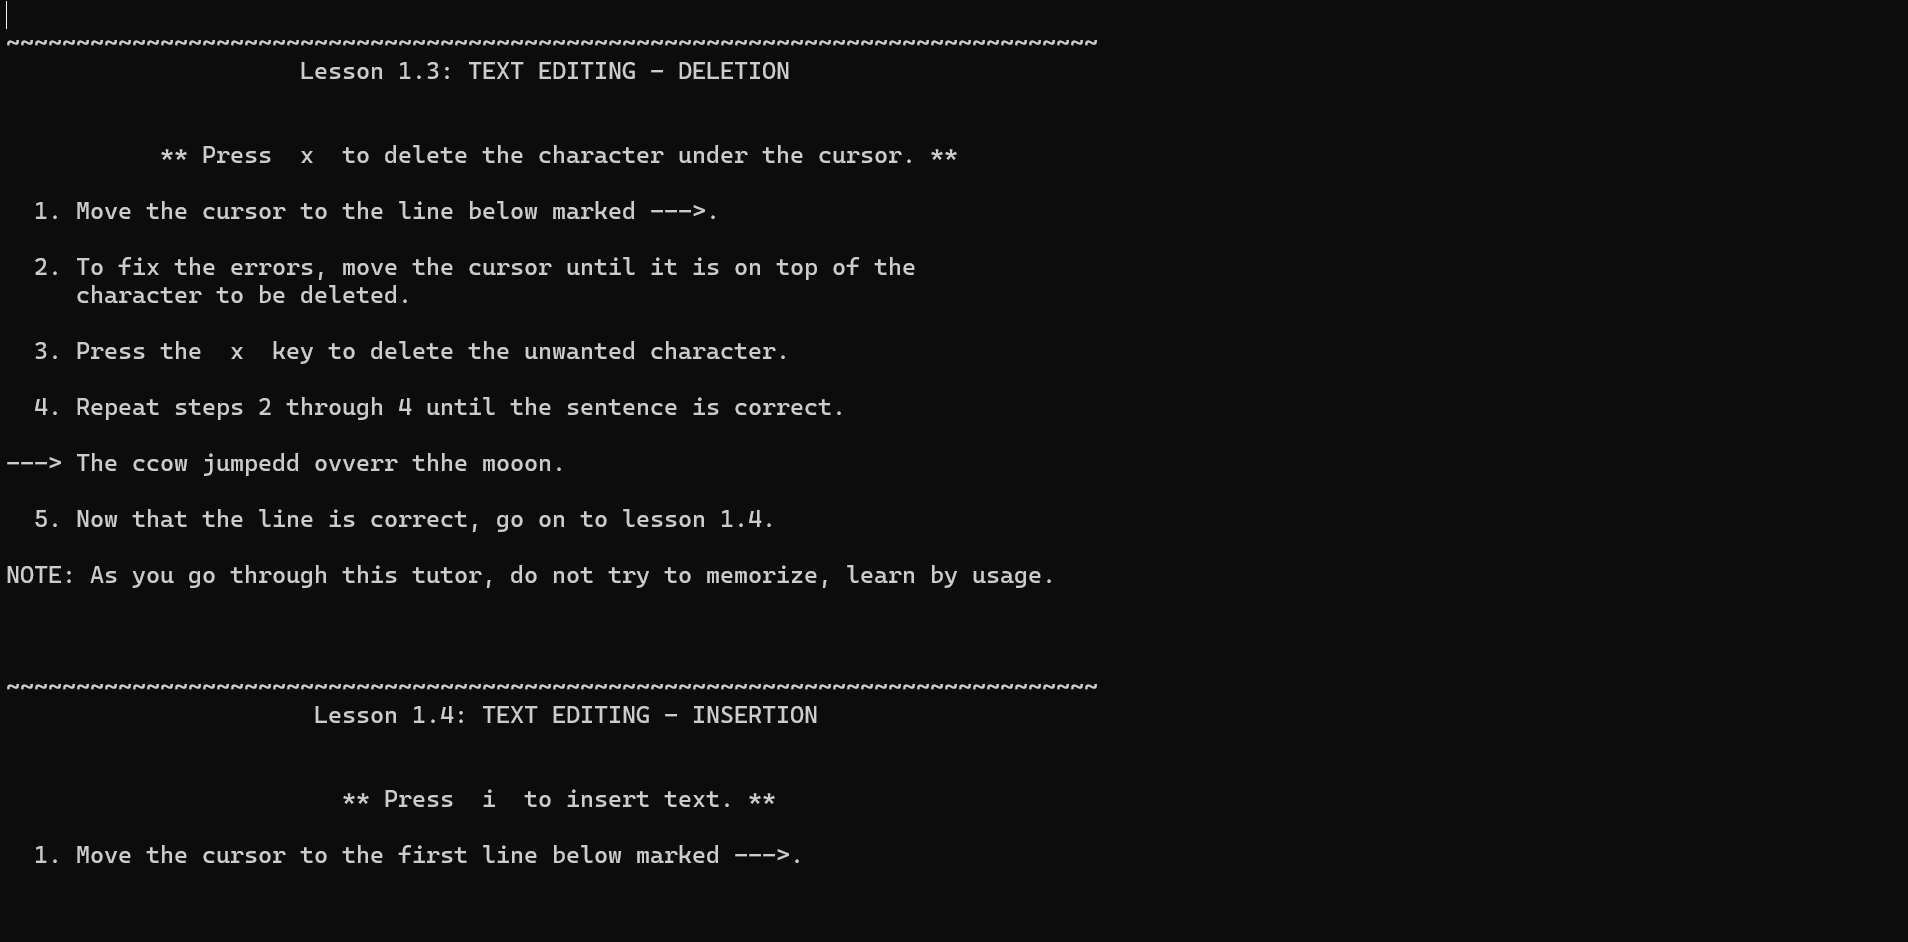 ~~~~~~~~~~~~~~~~~~~~~~~~~~~~~~~~~~~~~~~~~~~~~~~~~~~~~~~~~~~~~~~~~~~~~~~~~~~~~~
Lesson 1.3: TEXT EDITING - DELETION
** Press  x  to delete the character under the cursor. **
1. Move the cursor to the line below marked --->.
2. To fix the errors, move the cursor until it is on top of the
character to be deleted.
3. Press the  x  key to delete the unwanted character.
4. Repeat steps 2 through 4 until the sentence is correct.
---> The ccow jumpedd ovverr thhe mooon.
5. Now that the line is correct, go on to lesson 1.4.
NOTE: As you go through this tutor, do not try to memorize, learn by usage.
~~~~~~~~~~~~~~~~~~~~~~~~~~~~~~~~~~~~~~~~~~~~~~~~~~~~~~~~~~~~~~~~~~~~~~~~~~~~~~
Lesson 1.4: TEXT EDITING - INSERTION
** Press  i  to insert text. **
1. Move the cursor to the first line below marked --->.